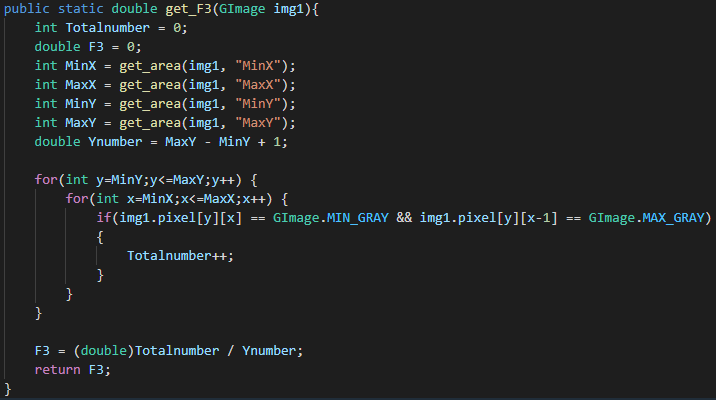 public static double get_F3(GImage img1){
    int Totalnumber = 0;
    double F3 = 0;
    int MinX = get_area(img1, "MinX");
    int MaxX = get_area(img1, "MaxX");
    int MinY = get_area(img1, "MinY");
    int MaxY = get_area(img1, "MaxY");
    double Ynumber = MaxY - MinY + 1;

    for(int y=MinY;y<=MaxY;y++) {
        for(int x=MinX;x<=MaxX;x++) {
            if(img1.pixel[y][x] == GImage.MIN_GRAY && img1.pixel[y][x-1] == GImage.MAX_GRAY)
            {
                Totalnumber++;
            }
        }
    }

    F3 = (double)Totalnumber / Ynumber;
    return F3;
}